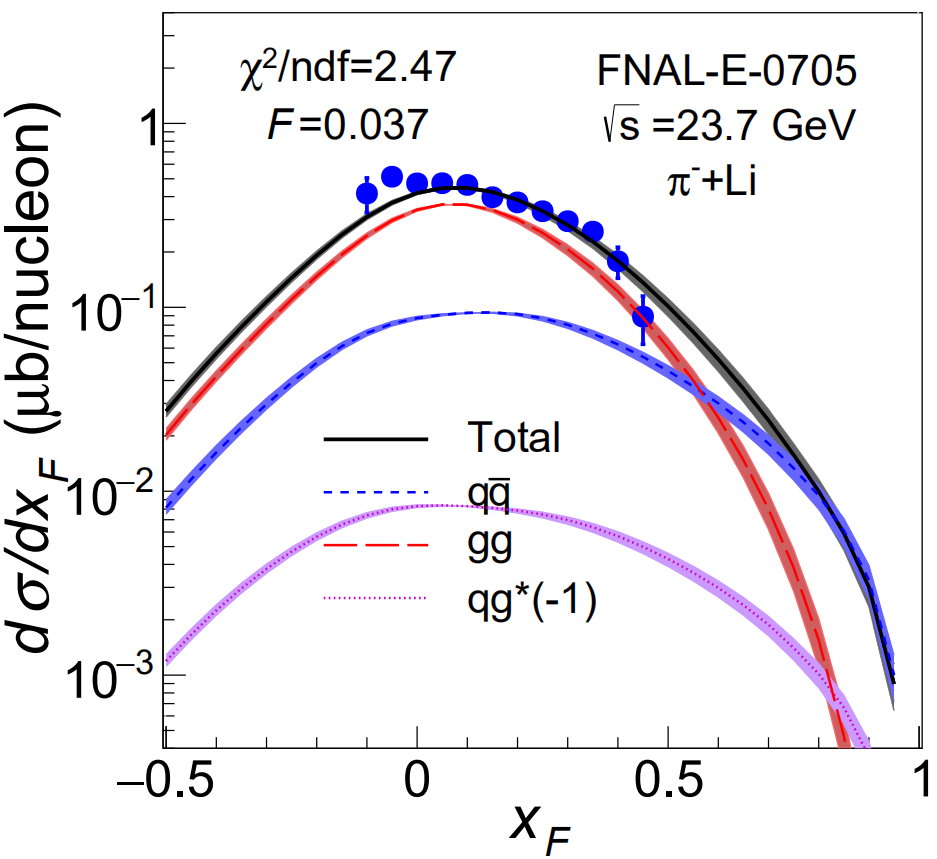 χ²/ndf=2.47
F=0.037
FNAL-E-0705
√s =23.7 GeV
π⁻+Li
dσ/dx_F (μb/nucleon)
1
10⁻¹
10⁻²
10⁻³
Total
qq̅
gg
qg*(-1)
−0.5
0
0.5
1
x_F